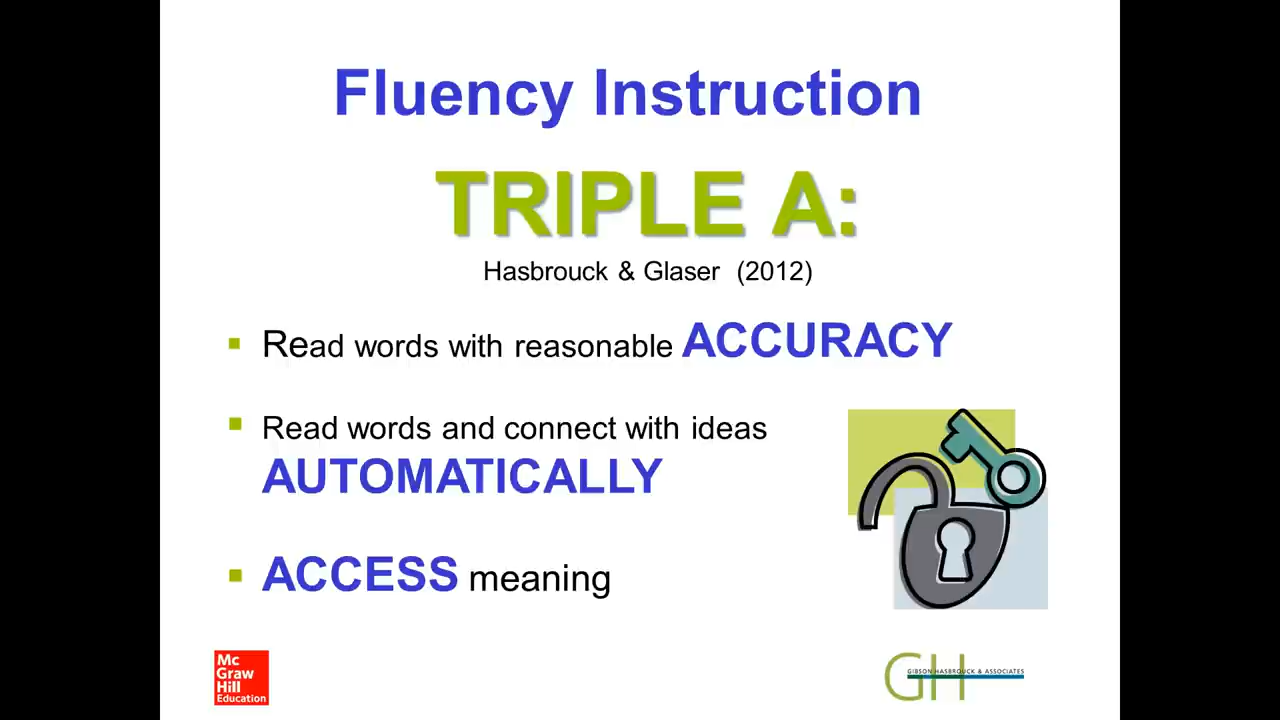 Fluency Instruction
TRIPLE A:
Hasbrouck & Glaser (2012)
Read words with reasonable ACCURACY
Read words and connect with ideas
AUTOMATICALLY
ACCESS meaning
Mc
Graw
Hill
Education
GH
GIBSON HASBROUCK & ASSOCIATES